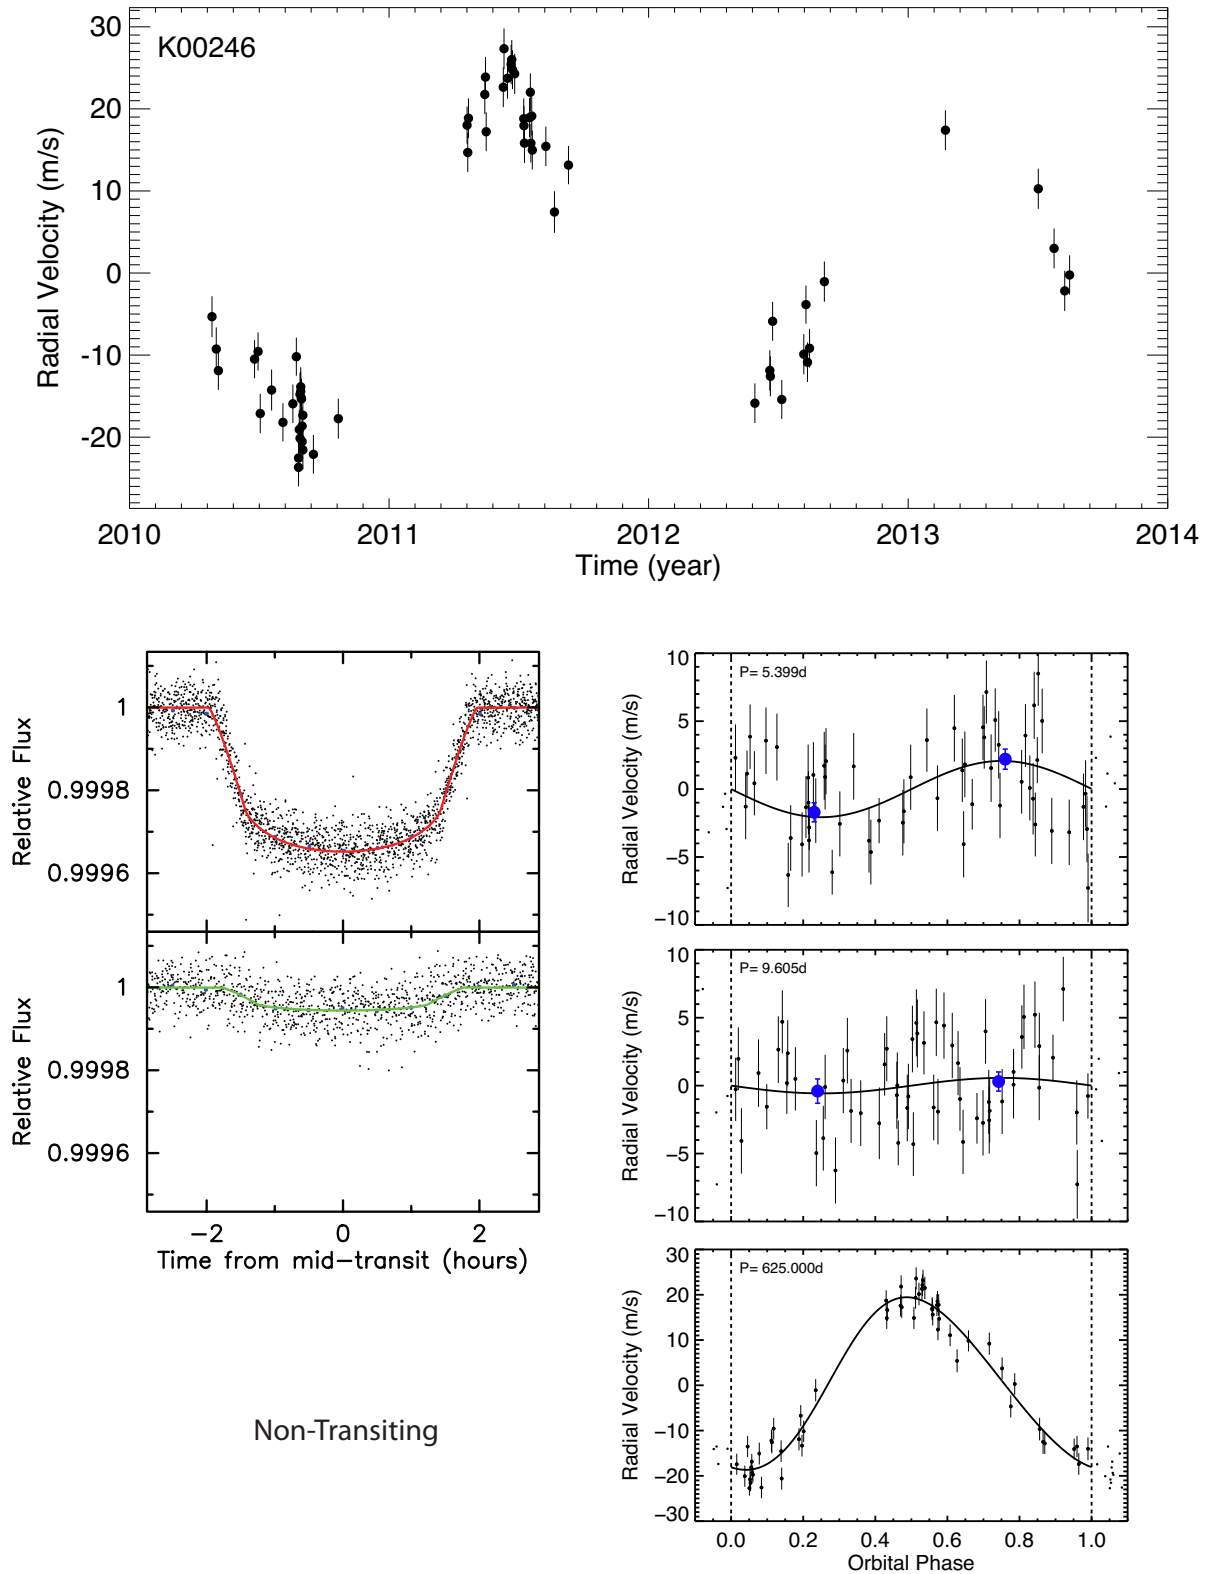 K00246
30
20
10
0
-10
-20
Radial Velocity (m/s)
2010 2011 2012 2013 2014
Time (year)
1
0.9998
0.9996
Relative Flux
1
0.9998
0.9996
Relative Flux
−2 0 2
Time from mid−transit (hours)
Non-Transiting
P= 5.399d
10
5
0
−5
−10
Radial Velocity (m/s)
P= 9.605d
10
5
0
−5
−10
Radial Velocity (m/s)
P= 625.000d
30
20
10
0
−10
−20
−30
Radial Velocity (m/s)
0.0 0.2 0.4 0.6 0.8 1.0
Orbital Phase